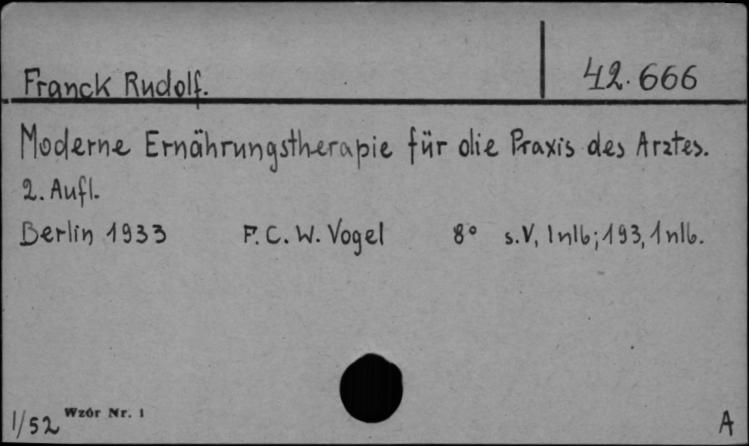 Franck Rudolf.
42.666
Moderne Ernährungstherapie für die Praxis des Arztes.
2. Aufl.
Berlin 1933 F. C. W. Vogel 8° s. V, 1 nlb; 193, 1 nlb.
1/52
Wzór Nr. 1
A